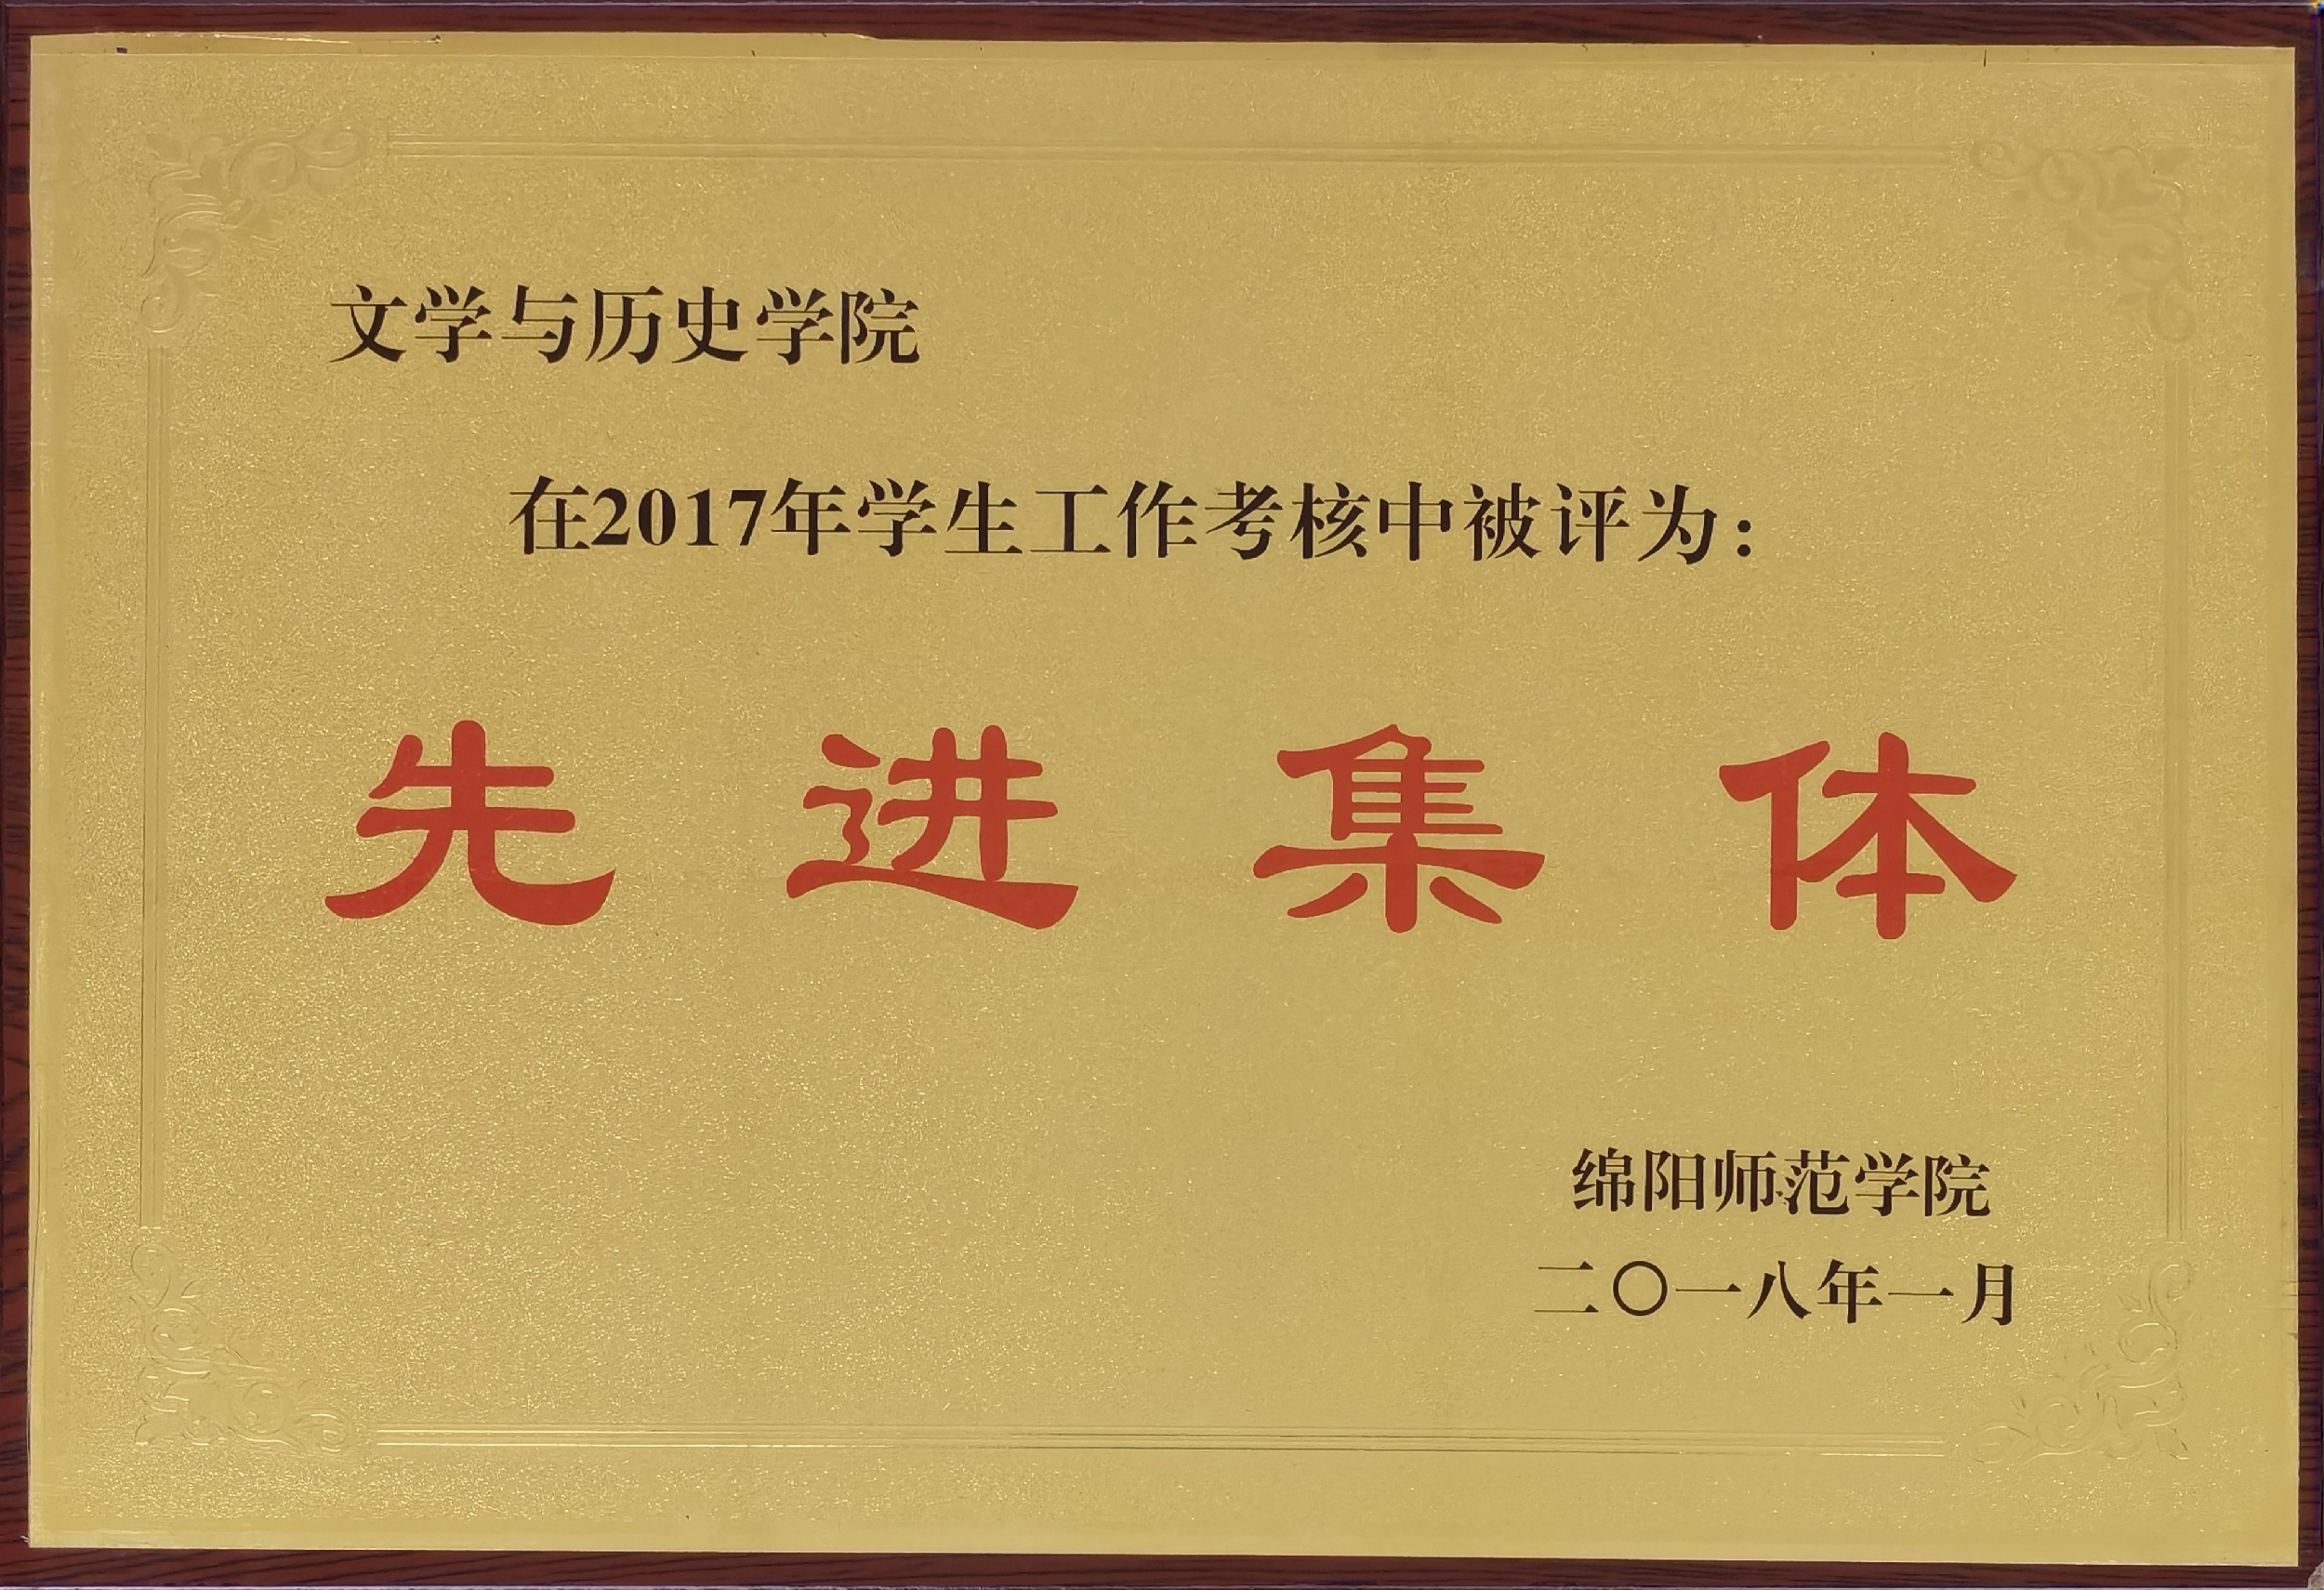 文学与历史学院
在2017年学生工作考核中被评为：
先进集体
绵阳师范学院
二〇一八年一月